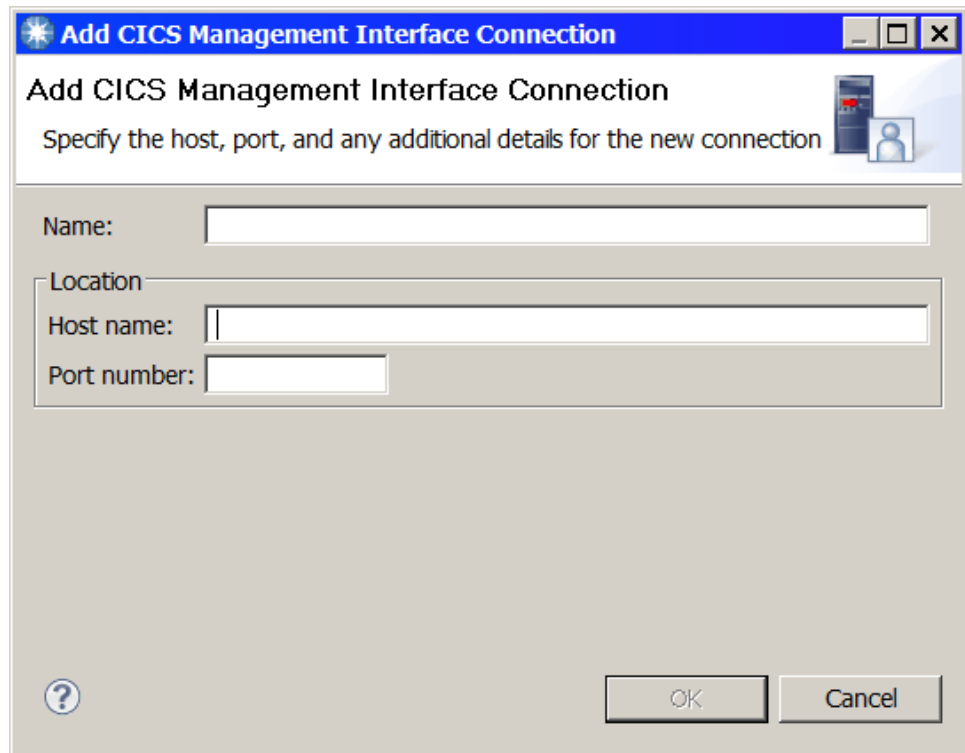 Add CICS Management Interface Connection
Add CICS Management Interface Connection
Specify the host, port, and any additional details for the new connection
Name:
Location
Host name:
Port number:
?
OK
Cancel